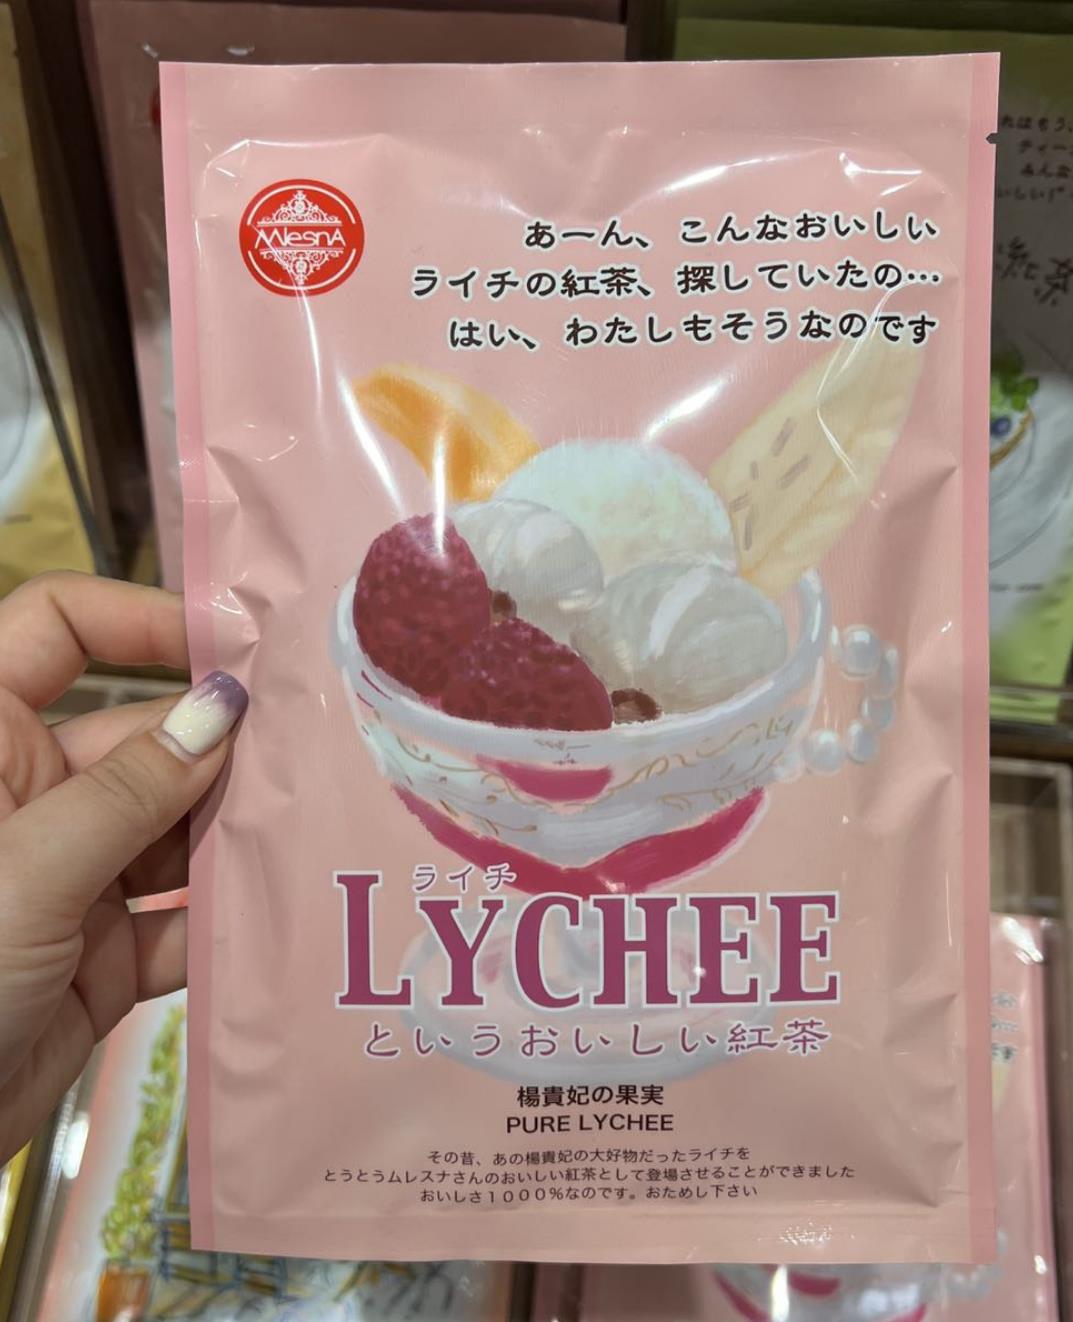 MlesnA
あーん、こんなおいしい
ライチの紅茶、探していたの…
はい、わたしもそうなのです
ライチ
LYCHEE
というおいしい紅茶
楊貴妃の果実
PURE LYCHEE
その昔、あの楊貴妃の大好物だったライチを
とうとうムレスナさんのおいしい紅茶として登場させることができました
おいしさ1000%なのです。おためし下さい